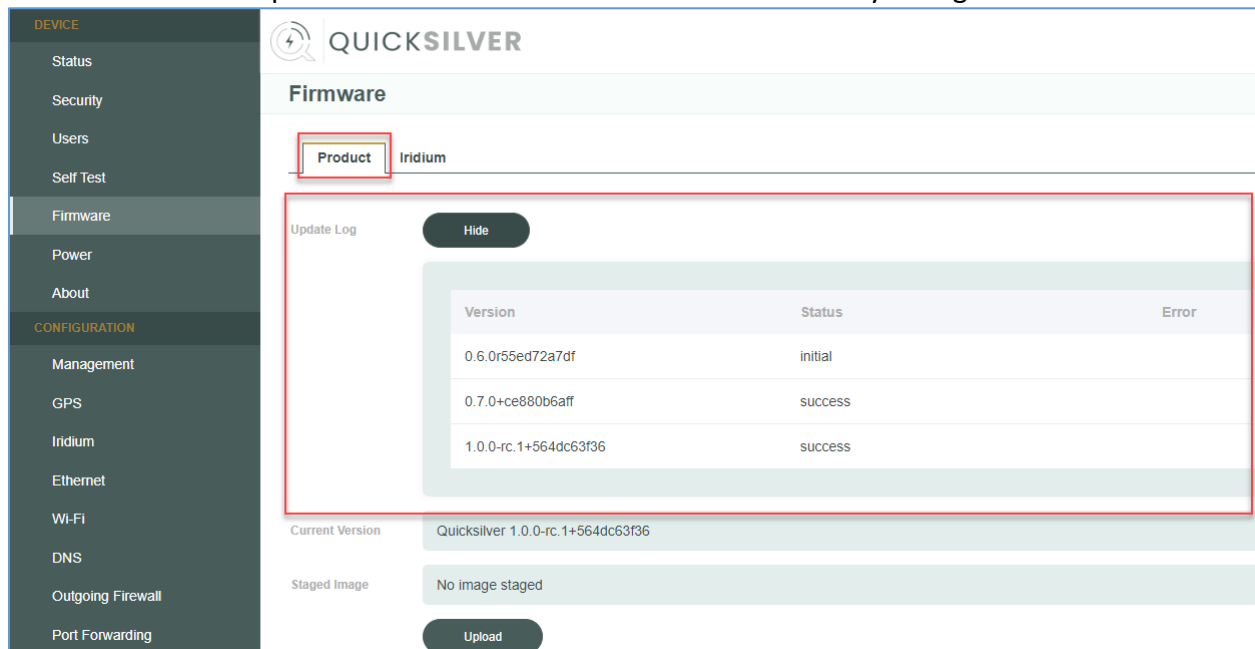 DEVICE
Status
Security
Users
Self Test
Firmware
Power
About
CONFIGURATION
Management
GPS
Iridium
Ethernet
Wi-Fi
DNS
Outgoing Firewall
Port Forwarding
QUICKSILVER
Firmware
Product Iridium
Update Log Hide
Version Status Error
0.6.0r55ed72a7df initial
0.7.0+ce880b6aff success
1.0.0-rc.1+564dc63f36 success
Current Version Quicksilver 1.0.0-rc.1+564dc63f36
Staged Image No image staged
Upload